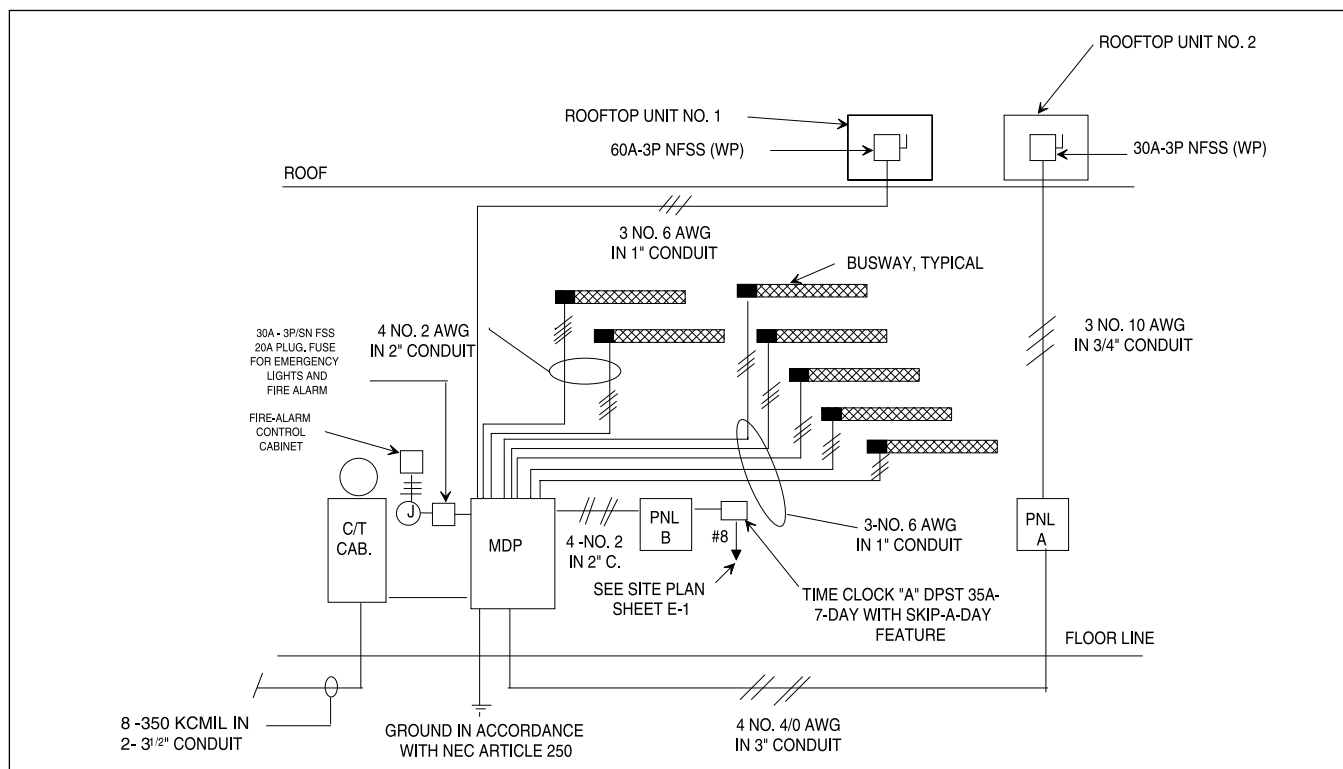 ROOFTOP UNIT NO. 2
ROOFTOP UNIT NO. 1
60A-3P NFSS (WP)
30A-3P NFSS (WP)
ROOF
3 NO. 6 AWG
IN 1" CONDUIT
BUSWAY, TYPICAL
30A - 3P/SN FSS
20A PLUG. FUSE
FOR EMERGENCY
LIGHTS AND
FIRE ALARM
4 NO. 2 AWG
IN 2" CONDUIT
3 NO. 10 AWG
IN 3/4" CONDUIT
FIRE-ALARM
CONTROL
CABINET
J
C/T
CAB.
MDP
4 -NO. 2
IN 2" C.
PNL
B
#8
3-NO. 6 AWG
IN 1" CONDUIT
PNL
A
SEE SITE PLAN
SHEET E-1
TIME CLOCK "A" DPST 35A-
7-DAY WITH SKIP-A-DAY
FEATURE
FLOOR LINE
8 -350 KCMIL IN
2- 3 1/2" CONDUIT
GROUND IN ACCORDANCE
WITH NEC ARTICLE 250
4 NO. 4/0 AWG
IN 3" CONDUIT